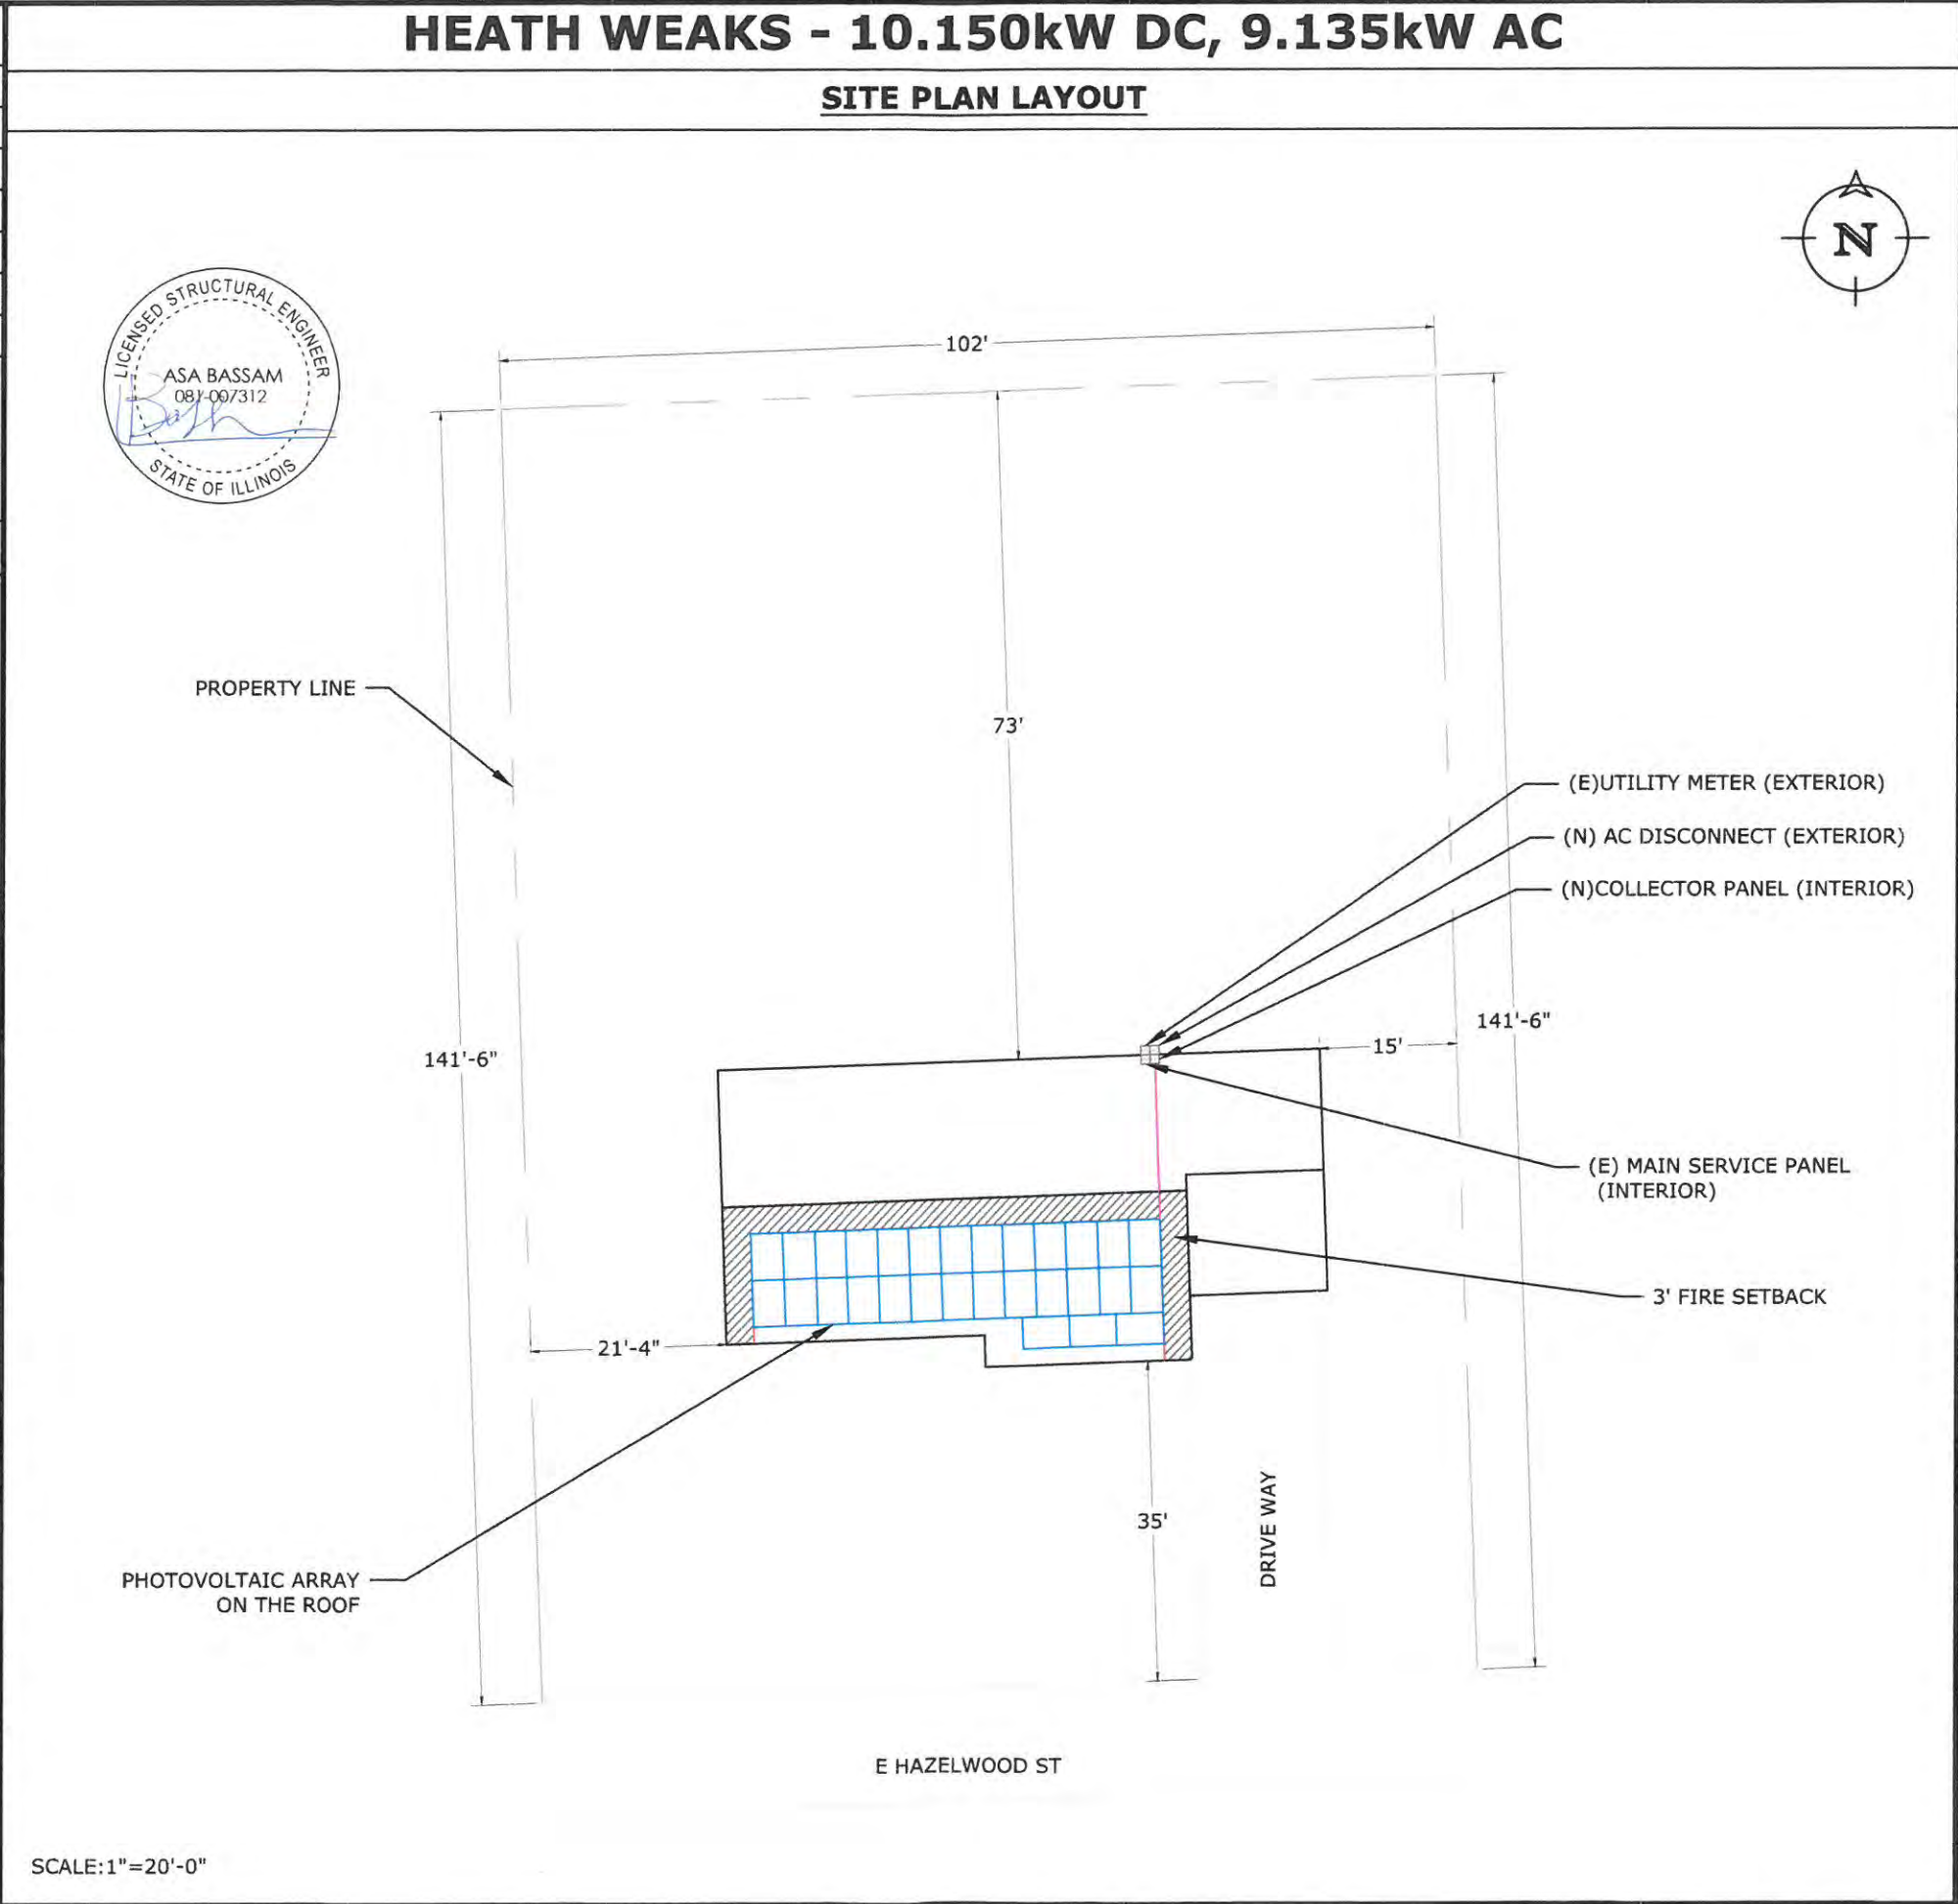 HEATH WEAKS - 10.150kW DC, 9.135kW AC
SITE PLAN LAYOUT
N
LICENSED STRUCTURAL ENGINEER
ASA BASSAM
081-007312
STATE OF ILLINOIS
102'
PROPERTY LINE
73'
(E)UTILITY METER (EXTERIOR)
(N) AC DISCONNECT (EXTERIOR)
(N)COLLECTOR PANEL (INTERIOR)
141'-6"
15'
141'-6"
(E) MAIN SERVICE PANEL
(INTERIOR)
3' FIRE SETBACK
21'-4"
35'
DRIVE WAY
PHOTOVOLTAIC ARRAY
ON THE ROOF
E HAZELWOOD ST
SCALE:1"=20'-0"